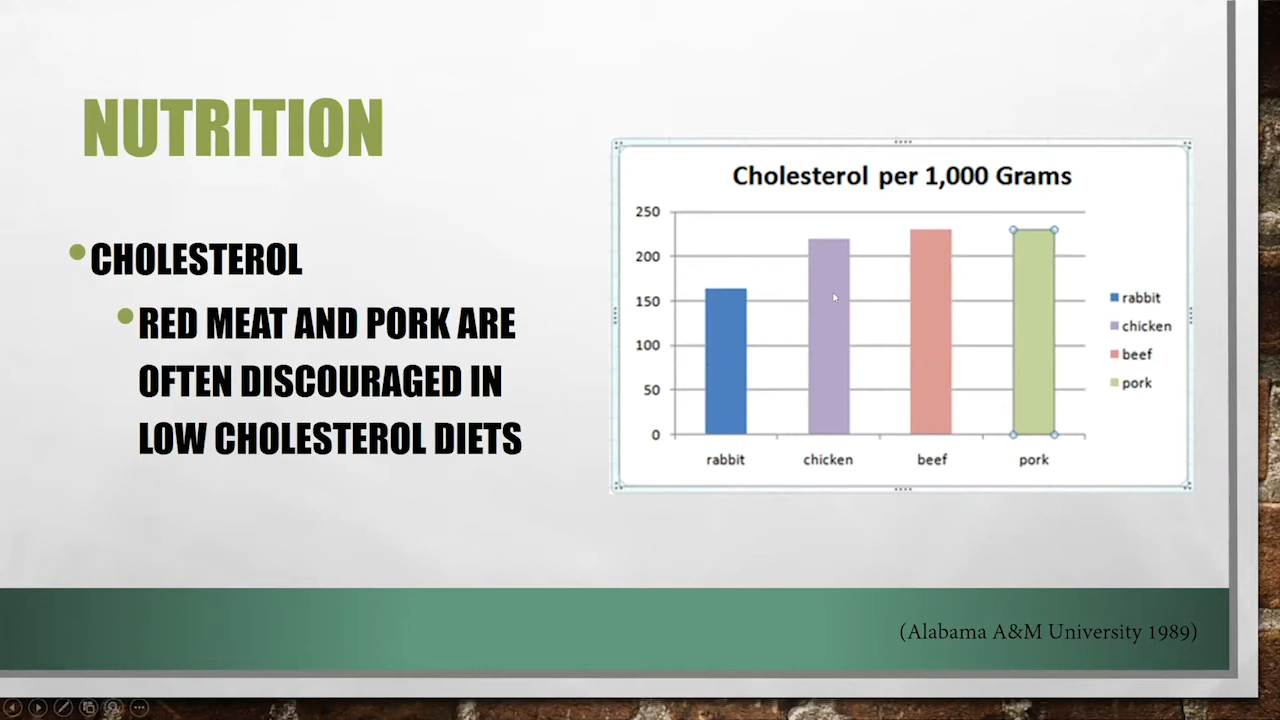 NUTRITION
CHOLESTEROL
RED MEAT AND PORK ARE
OFTEN DISCOURAGED IN
LOW CHOLESTEROL DIETS
Cholesterol per 1,000 Grams
250
200
150
100
50
0
rabbit
chicken
beef
pork
rabbit
chicken
beef
pork
(Alabama A&M University 1989)